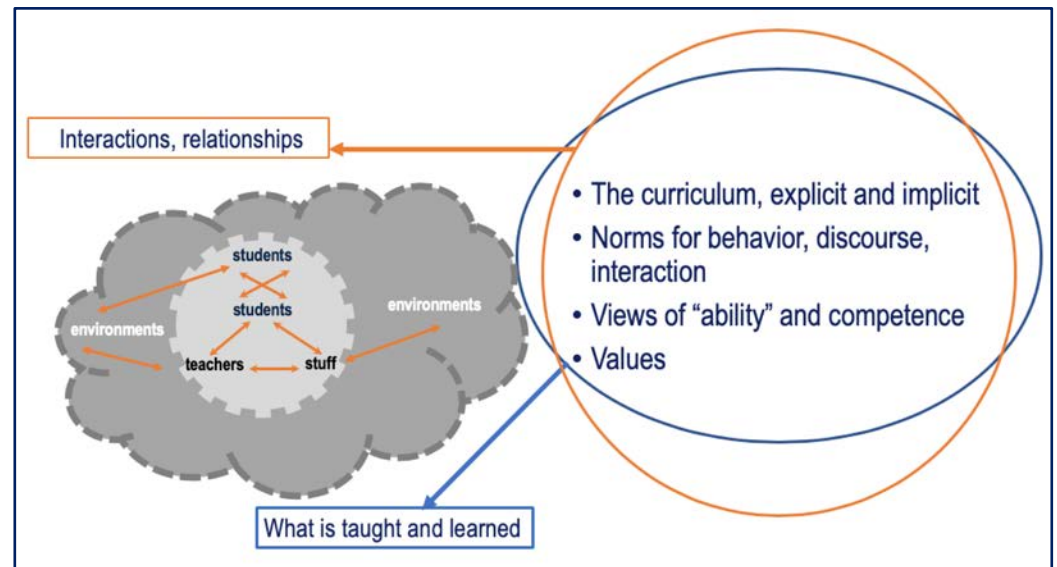 Interactions, relationships
students
students
environments
environments
teachers
stuff
• The curriculum, explicit and implicit
• Norms for behavior, discourse,
interaction
• Views of “ability” and competence
• Values
What is taught and learned